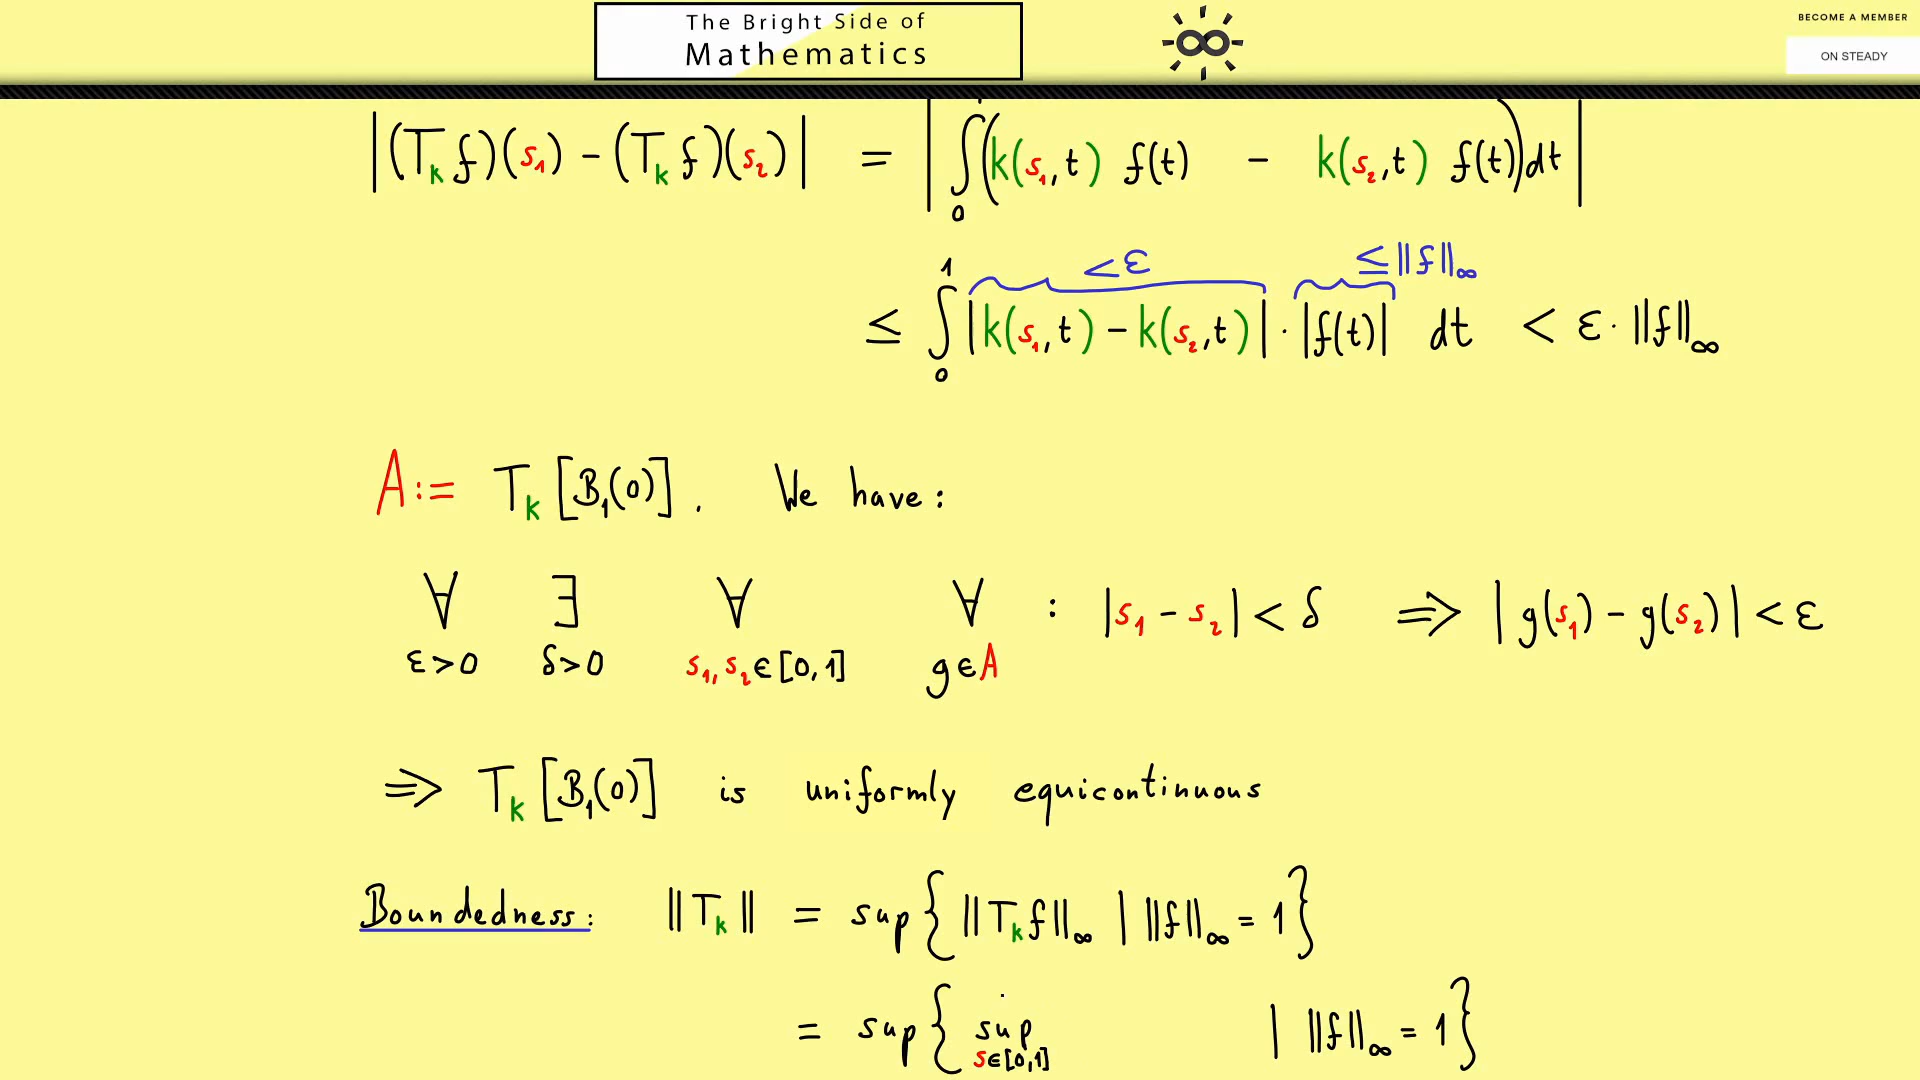 The Bright Side of
Mathematics
BECOME A MEMBER
ON STEADY
|(T_k f)(s_1) - (T_k f)(s_2)| = |∫_0 (k(s_1,t) f(t) - k(s_2,t) f(t)) dt|
< ε ≤ ||f||_∞
≤ ∫_0^1 |k(s_1,t) - k(s_2,t)| · |f(t)| dt < ε · ||f||_∞
A := T_k [B_1(0)] . We have :
∀ ∃ ∀ ∀ : |s_1 - s_2| < δ ⟹ |g(s_1) - g(s_2)| < ε
ε > 0 δ > 0 s_1, s_2 ∈ [0,1] g ∈ A
⟹ T_k [B_1(0)] is uniformly equicontinuous
Boundedness: ||T_k|| = sup{ ||T_k f||_∞ | ||f||_∞ = 1 }
= sup{ sup | ||f||_∞ = 1 }
s ∈ [0,1]